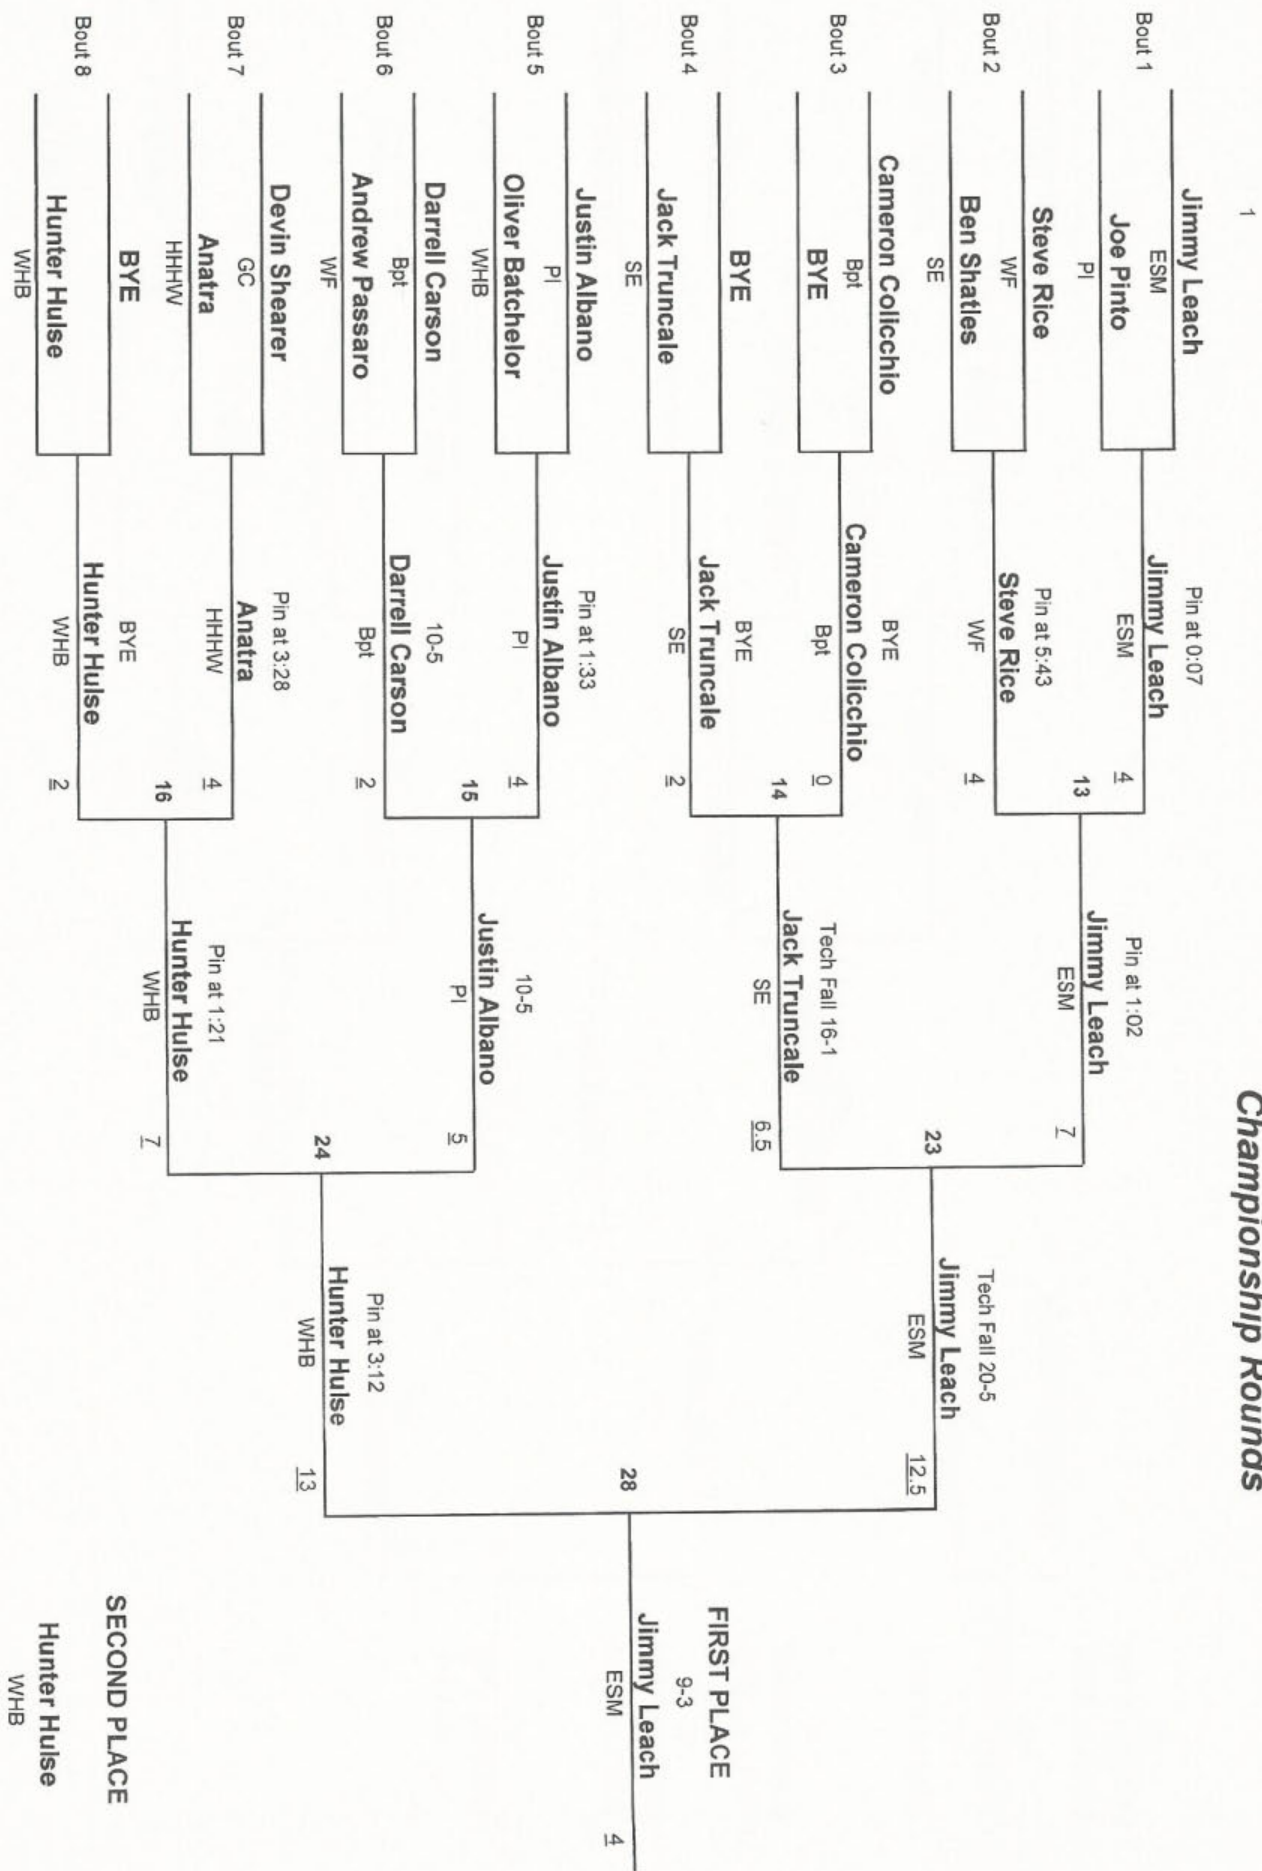 1
Championship Rounds
Bout 1
Jimmy Leach
ESM
Joe Pinto
PI
Bout 2
Steve Rice
WF
Ben Shatles
SE
Bout 3
Cameron Colicchio
Bpt
BYE
Bout 4
BYE
Jack Truncale
SE
Bout 5
Justin Albano
PI
Oliver Batchelor
WHB
Bout 6
Darrell Carson
Bpt
Andrew Passaro
WF
Bout 7
Devin Shearer
GC
Anatra
HHHW
Bout 8
BYE
Hunter Hulse
WHB
Pin at 0:07
Jimmy Leach
ESM
4
13
Pin at 5:43
Steve Rice
WF
4
BYE
Cameron Colicchio
Bpt
0
14
BYE
Jack Truncale
SE
2
Pin at 1:33
Justin Albano
PI
4
15
10-5
Darrell Carson
Bpt
2
Pin at 3:28
Anatra
HHHW
4
16
BYE
Hunter Hulse
WHB
2
Pin at 1:02
Jimmy Leach
ESM
7
23
Tech Fall 16-1
Jack Truncale
SE
6.5
10-5
Justin Albano
PI
5
24
Pin at 1:21
Hunter Hulse
WHB
7
Tech Fall 20-5
Jimmy Leach
ESM
12.5
28
Pin at 3:12
Hunter Hulse
WHB
13
FIRST PLACE
9-3
Jimmy Leach
ESM
4
SECOND PLACE
Hunter Hulse
WHB